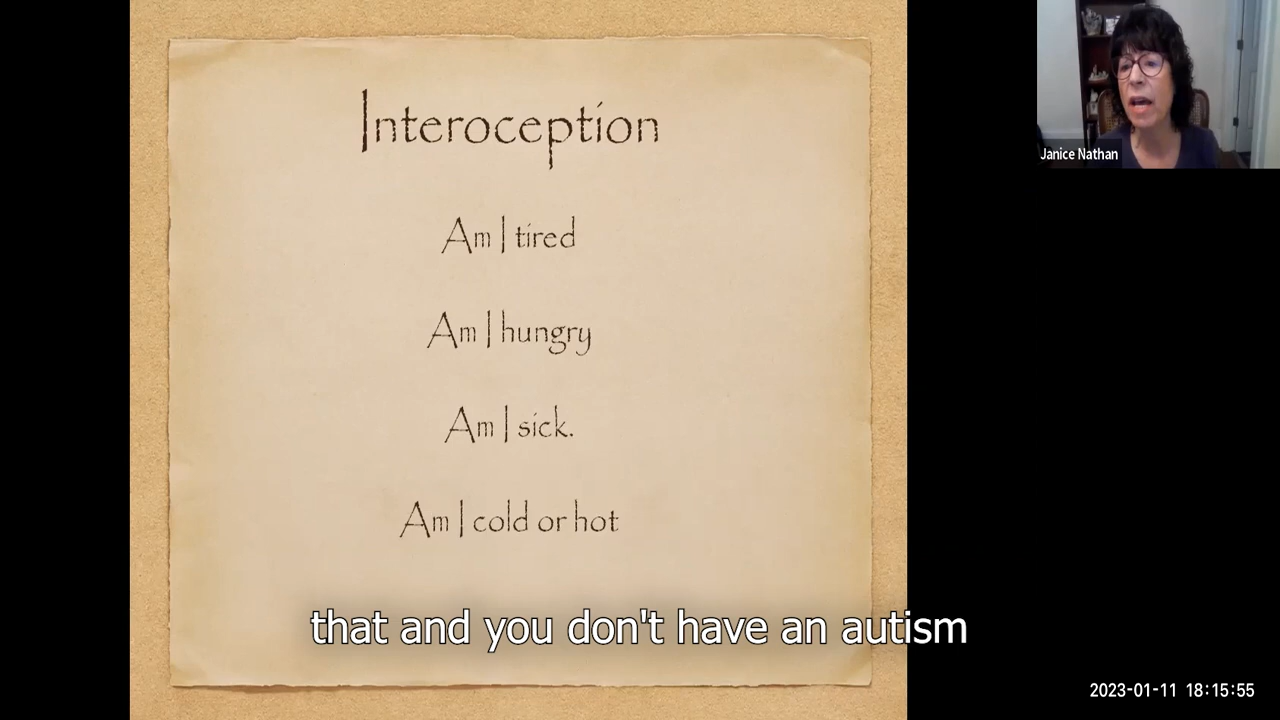 Interoception
Am I tired
Am I hungry
Am I sick.
Am I cold or hot
that and you don't have an autism
Janice Nathan
2023-01-11 18:15:55